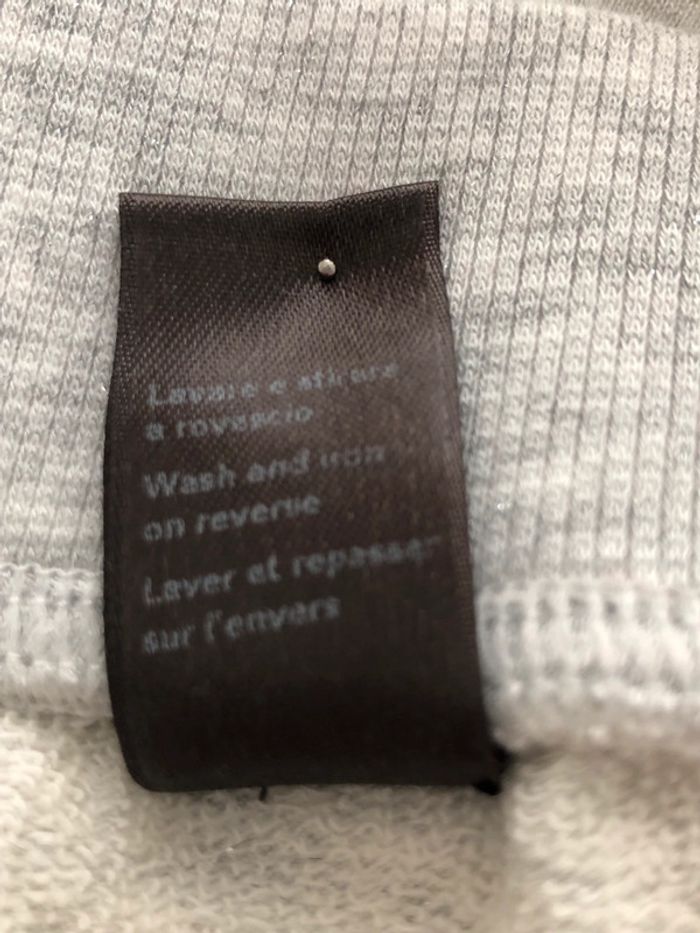 Lavare e stirare
a rovescio
Wash and iron
on reverse
Laver et repasser
sur l'envers